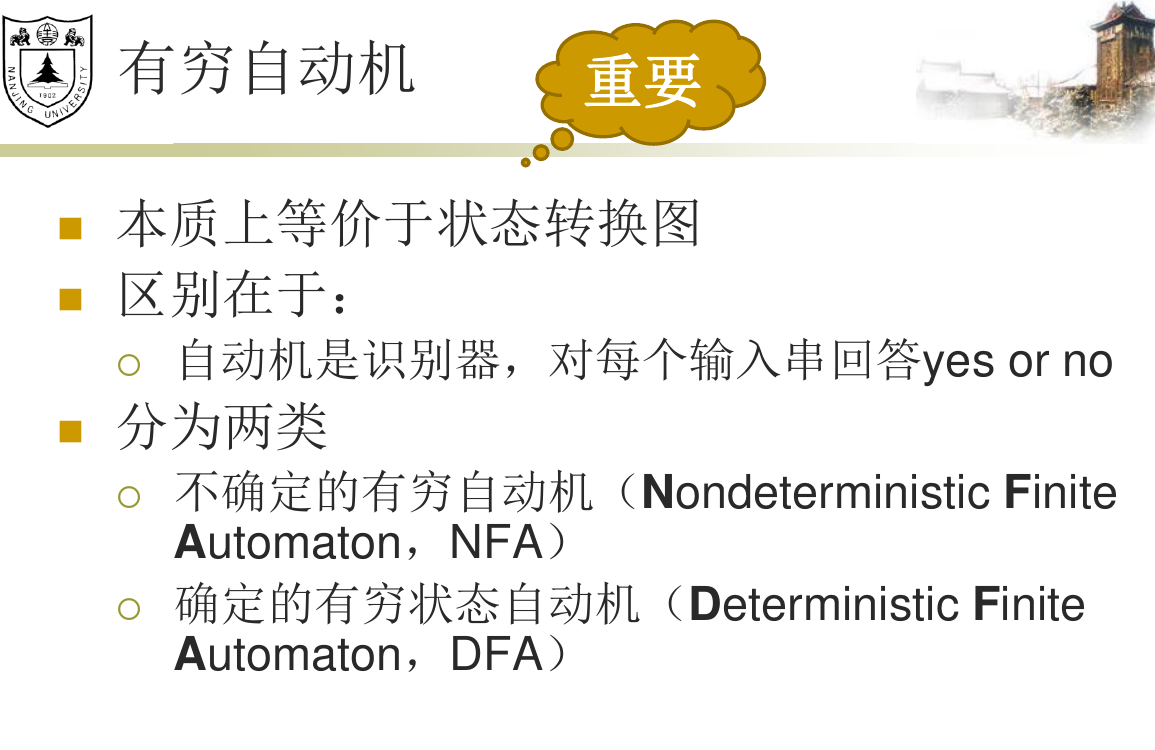 有穷自动机
重要
NANJING UNIVERSITY
1902
本质上等价于状态转换图
区别在于：
自动机是识别器，对每个输入串回答yes or no
分为两类
不确定的有穷自动机（Nondeterministic Finite
Automaton，NFA）
确定的有穷状态自动机（Deterministic Finite
Automaton，DFA）